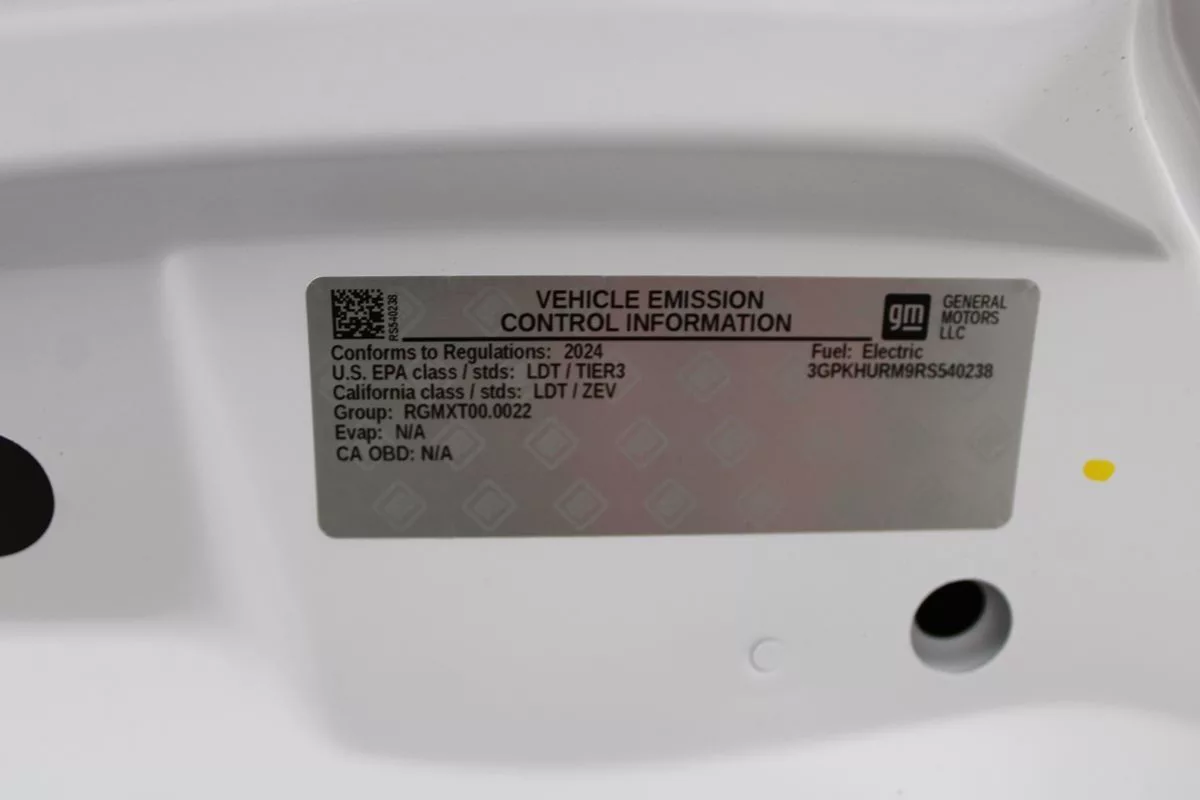 VEHICLE EMISSION
CONTROL INFORMATION
gm
GENERAL
MOTORS
LLC
RS540238
Conforms to Regulations: 2024
Fuel: Electric
U.S. EPA class / stds: LDT / TIER3
3GPKHURM9RS540238
California class / stds: LDT / ZEV
Group: RGMXT00.0022
Evap: N/A
CA OBD: N/A